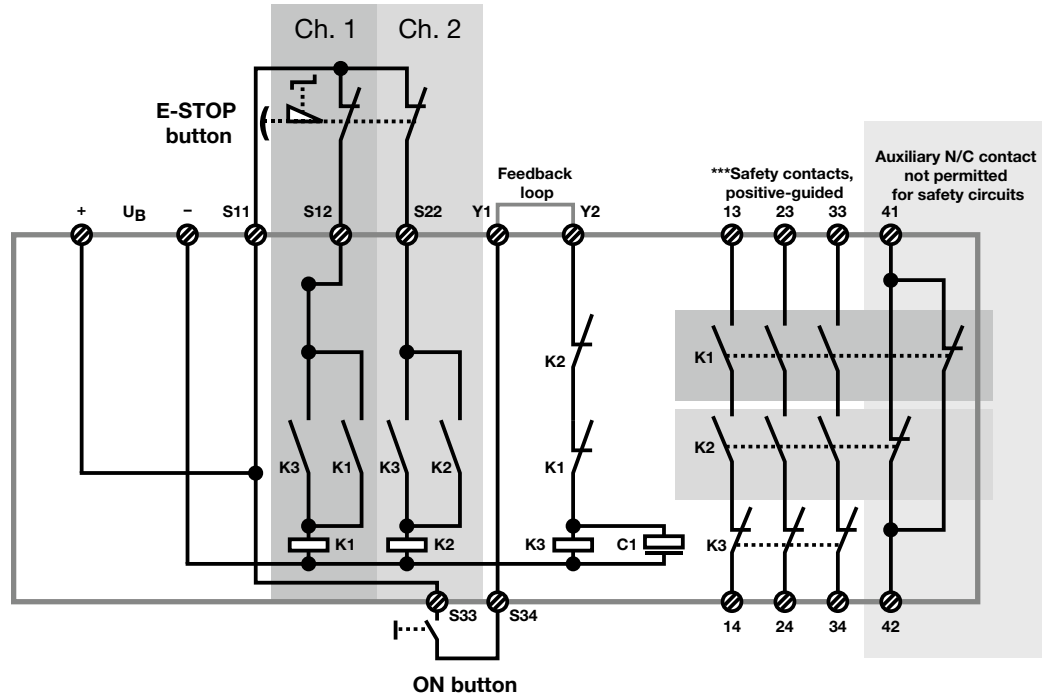 Ch. 1 Ch. 2
E-STOP
button
Feedback
loop
***Safety contacts,
positive-guided
Auxiliary N/C contact
not permitted
for safety circuits
+ UB − S11 S12 S22 Y1 Y2 13 23 33 41
K2
K1
K2
K3 K1 K3 K2 K1
K1 K2 K3 C1 K3
S33 S34 14 24 34 42
ON button